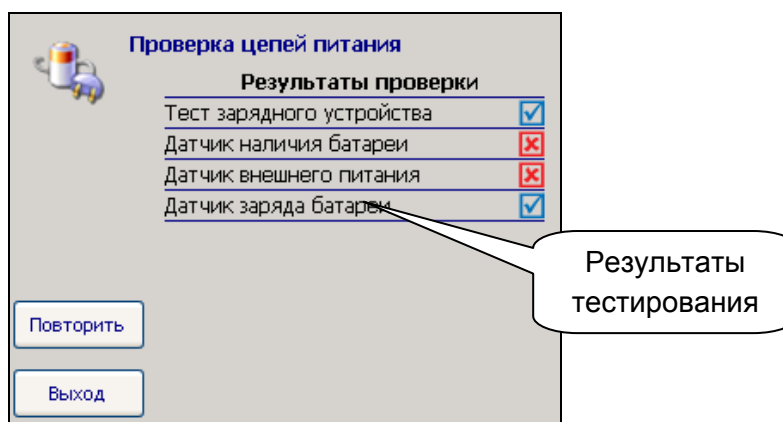 Проверка цепей питания
Результаты проверки
Тест зарядного устройства
Датчик наличия батареи
Датчик внешнего питания
Датчик заряда батареи
Результаты
тестирования
Повторить
Выход